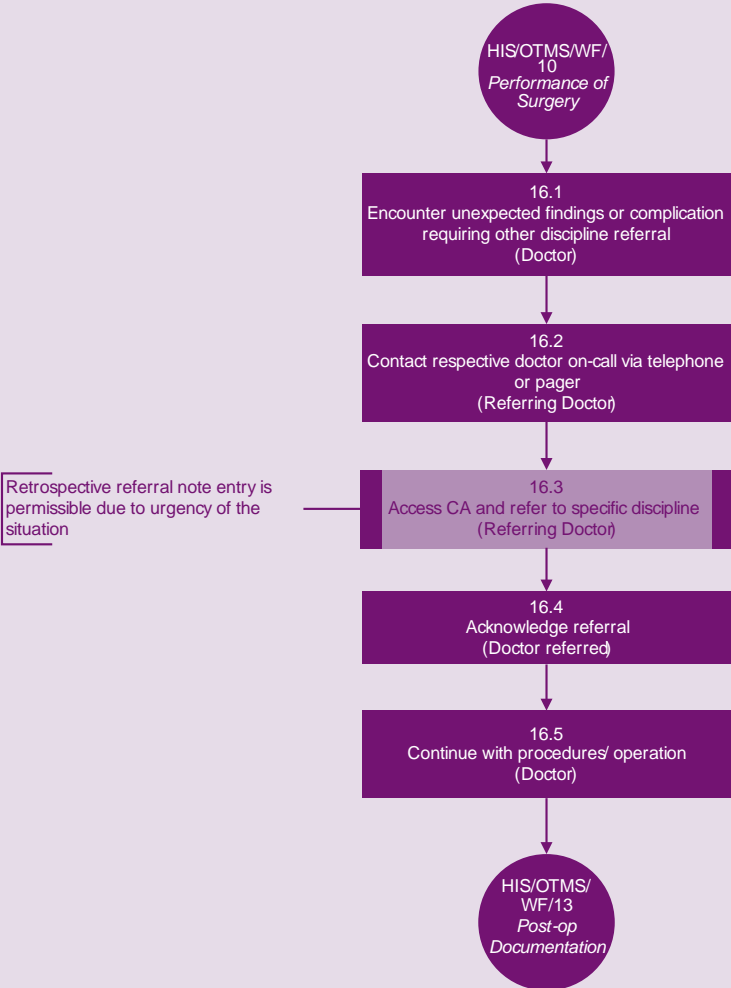 HIS/OTMS/WF/
10
Performance of
Surgery
16.1
Encounter unexpected findings or complication
requiring other discipline referral
(Doctor)
16.2
Contact respective doctor on-call via telephone
or pager
(Referring Doctor)
Retrospective referral note entry is
permissible due to urgency of the
situation
16.3
Access CA and refer to specific discipline
(Referring Doctor)
16.4
Acknowledge referral
(Doctor referred)
16.5
Continue with procedures/ operation
(Doctor)
HIS/OTMS/
WF/13
Post-op
Documentation